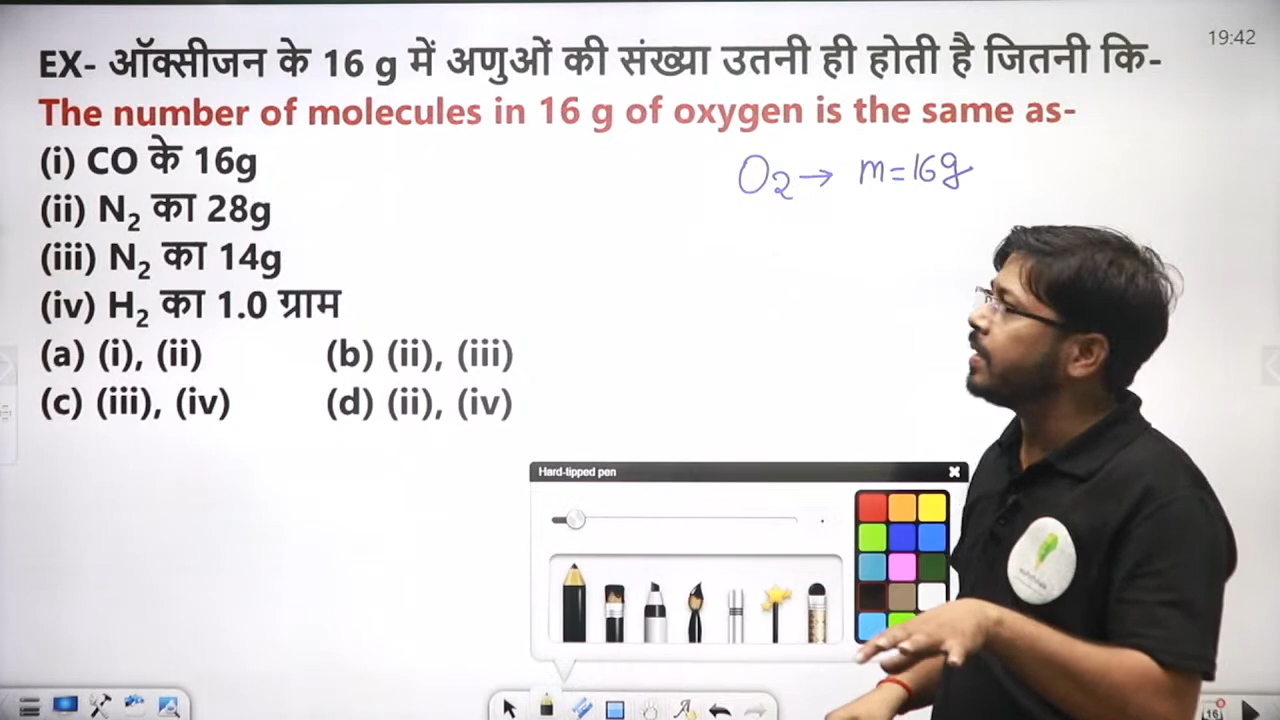 19:42
EX- ऑक्सीजन के 16 g में अणुओं की संख्या उतनी ही होती है जितनी कि-
The number of molecules in 16 g of oxygen is the same as-
(i) CO के 16g
O₂→ m=16g
(ii) N₂ का 28g
(iii) N₂ का 14g
(iv) H₂ का 1.0 ग्राम
(a) (i), (ii) (b) (ii), (iii)
(c) (iii), (iv) (d) (ii), (iv)
Hard-tipped pen
16